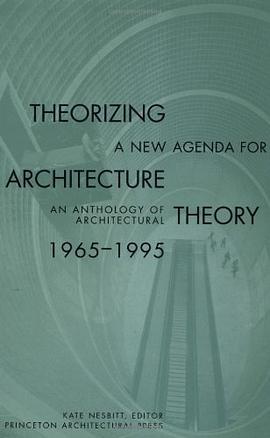 THEORIZING
A NEW AGENDA FOR
ARCHITECTURE
AN ANTHOLOGY OF
ARCHITECTURAL
THEORY
1965–1995
KATE NESBITT, EDITOR
PRINCETON ARCHITECTURAL PRESS